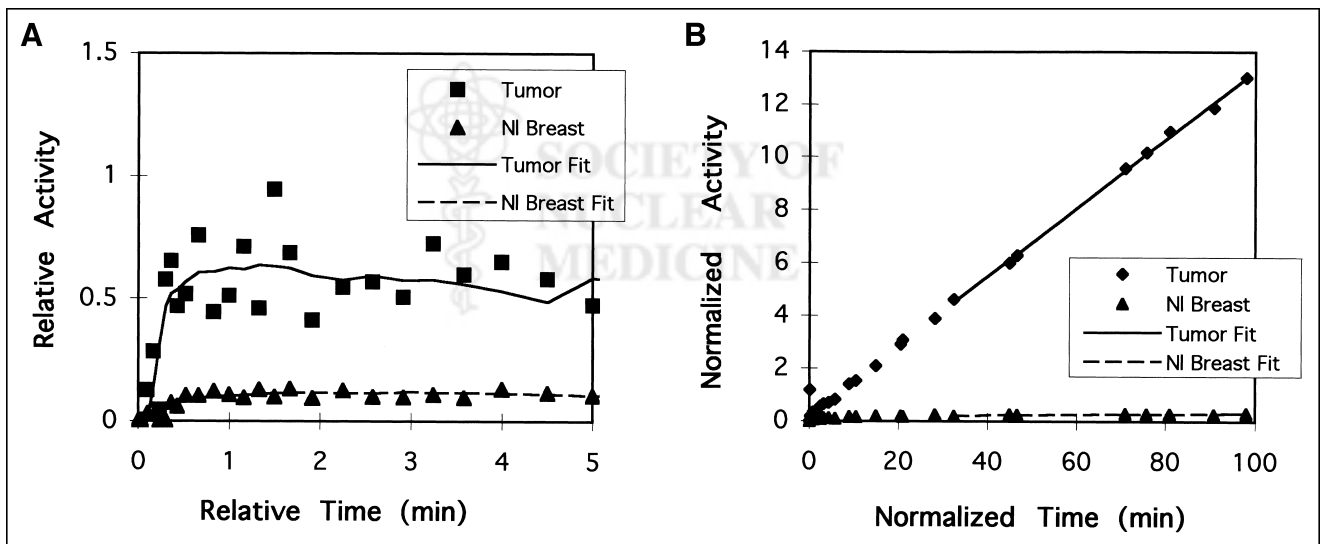 A
1.5
1
0.5
0
0
1
2
3
4
5
Relative Activity
Relative Time (min)
Tumor
Nl Breast
Tumor Fit
Nl Breast Fit
SOCIETY OF
NUCLEAR
MEDICINE
B
14
12
10
8
6
4
2
0
0
20
40
60
80
100
Normalized Activity
Normalized Time (min)
Tumor
Nl Breast
Tumor Fit
Nl Breast Fit